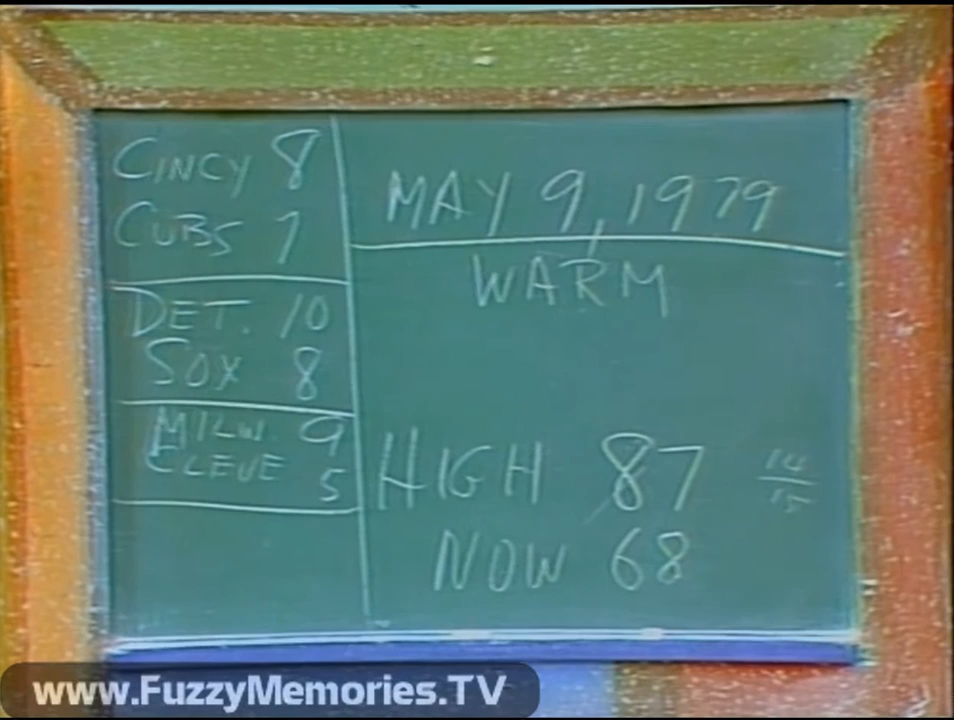 CINCY 8
CUBS 7
DET. 10
SOX 8
MILW. 9
CLEVE 5
MAY 9, 1979
WARM
HIGH 87
NOW 68
www.FuzzyMemories.TV